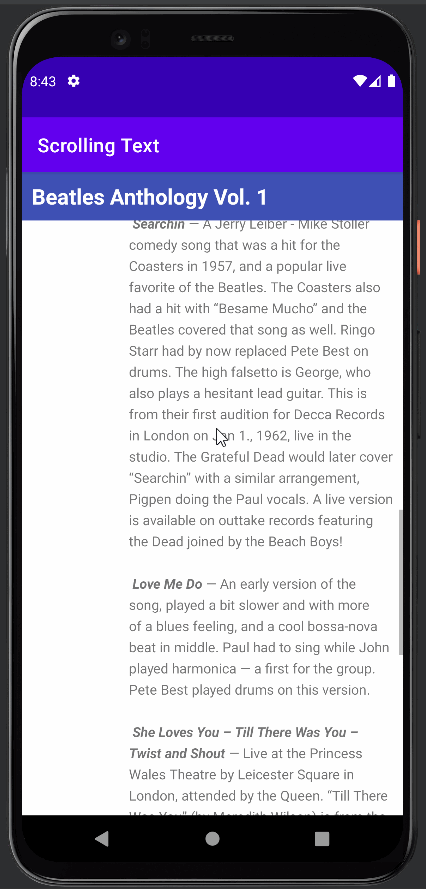 8:43
Scrolling Text
Beatles Anthology Vol. 1
Searchin — A Jerry Leiber - Mike Stoller
comedy song that was a hit for the
Coasters in 1957, and a popular live
favorite of the Beatles. The Coasters also
had a hit with “Besame Mucho” and the
Beatles covered that song as well. Ringo
Starr had by now replaced Pete Best on
drums. The high falsetto is George, who
also plays a hesitant lead guitar. This is
from their first audition for Decca Records
in London on Jan 1., 1962, live in the
studio. The Grateful Dead would later cover
“Searchin” with a similar arrangement,
Pigpen doing the Paul vocals. A live version
is available on outtake records featuring
the Dead joined by the Beach Boys!
Love Me Do — An early version of the
song, played a bit slower and with more
of a blues feeling, and a cool bossa-nova
beat in middle. Paul had to sing while John
played harmonica — a first for the group.
Pete Best played drums on this version.
She Loves You – Till There Was You –
Twist and Shout — Live at the Princess
Wales Theatre by Leicester Square in
London, attended by the Queen. “Till There
Was You” (by Meredith Wilson) is from the